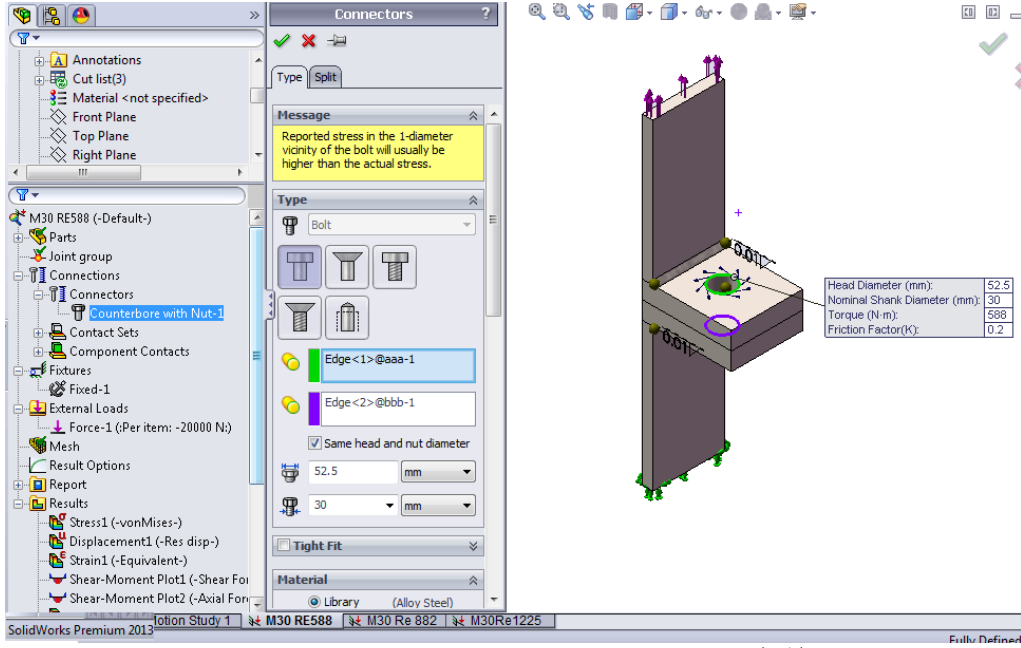 Annotations
Cut list(3)
Material <not specified>
Front Plane
Top Plane
Right Plane
M30 RE588 (-Default-)
Parts
Joint group
Connections
Connectors
Counterbore with Nut-1
Contact Sets
Component Contacts
Fixtures
Fixed-1
External Loads
Force-1 (:Per item: -20000 N:)
Mesh
Result Options
Report
Results
Stress1 (-vonMises-)
Displacement1 (-Res disp-)
Strain1 (-Equivalent-)
Shear-Moment Plot1 (-Shear For
Shear-Moment Plot2 (-Axial Forc
Connectors ?
Type Split
Message
Reported stress in the 1-diameter
vicinity of the bolt will usually be
higher than the actual stress.
Type
Bolt
Edge<1>@aaa-1
Edge<2>@bbb-1
Same head and nut diameter
52.5 mm
30 mm
Tight Fit
Material
Library (Alloy Steel)
0.01
0.01
Head Diameter (mm): 52.5
Nominal Shank Diameter (mm): 30
Torque (N·m): 588
Friction Factor(K): 0.2
Motion Study 1 M30 RE588 M30 Re 882 M30Re1225
SolidWorks Premium 2013
Fully Defined